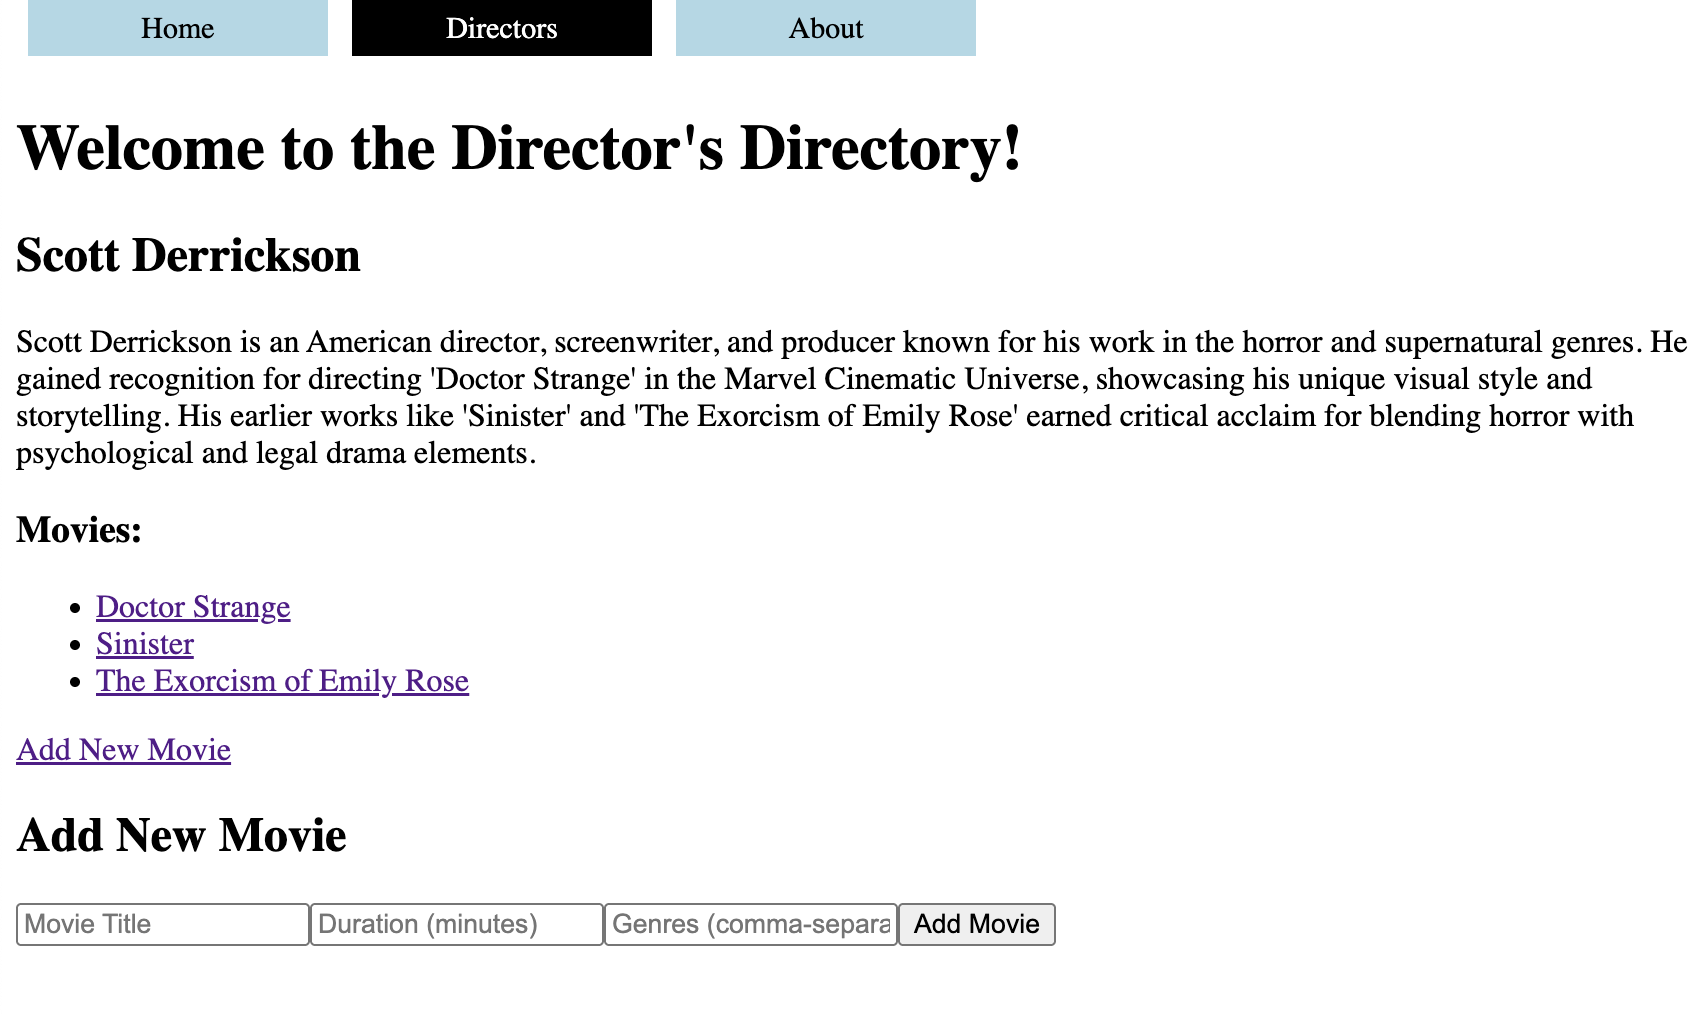 Home
Directors
About
Welcome to the Director's Directory!
Scott Derrickson
Scott Derrickson is an American director, screenwriter, and producer known for his work in the horror and supernatural genres. He
gained recognition for directing 'Doctor Strange' in the Marvel Cinematic Universe, showcasing his unique visual style and
storytelling. His earlier works like 'Sinister' and 'The Exorcism of Emily Rose' earned critical acclaim for blending horror with
psychological and legal drama elements.
Movies:
Doctor Strange
Sinister
The Exorcism of Emily Rose
Add New Movie
Add New Movie
Movie Title
Duration (minutes)
Genres (comma-separa
Add Movie